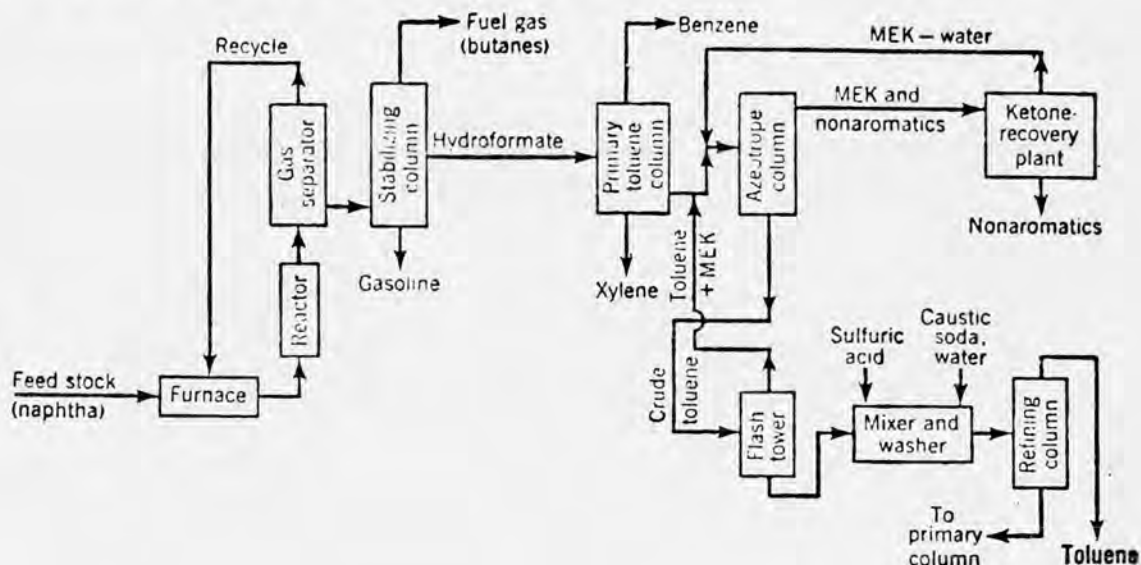 Fuel gas
(butanes)
Recycle
Gas
separator
Stabilizing
column
Hydroformate
Gasoline
Reactor
Feed stock
(naphtha)
Furnace
Benzene
Primary
toluene
column
Xylene
Toluene
+ MEK
MEK – water
Azeotrope
column
MEK and
nonaromatics
Ketone-
recovery
plant
Nonaromatics
Crude
toluene
Flash
tower
Sulfuric
acid
Caustic
soda,
water
Mixer and
washer
Refining
column
To
primary
column
Toluene